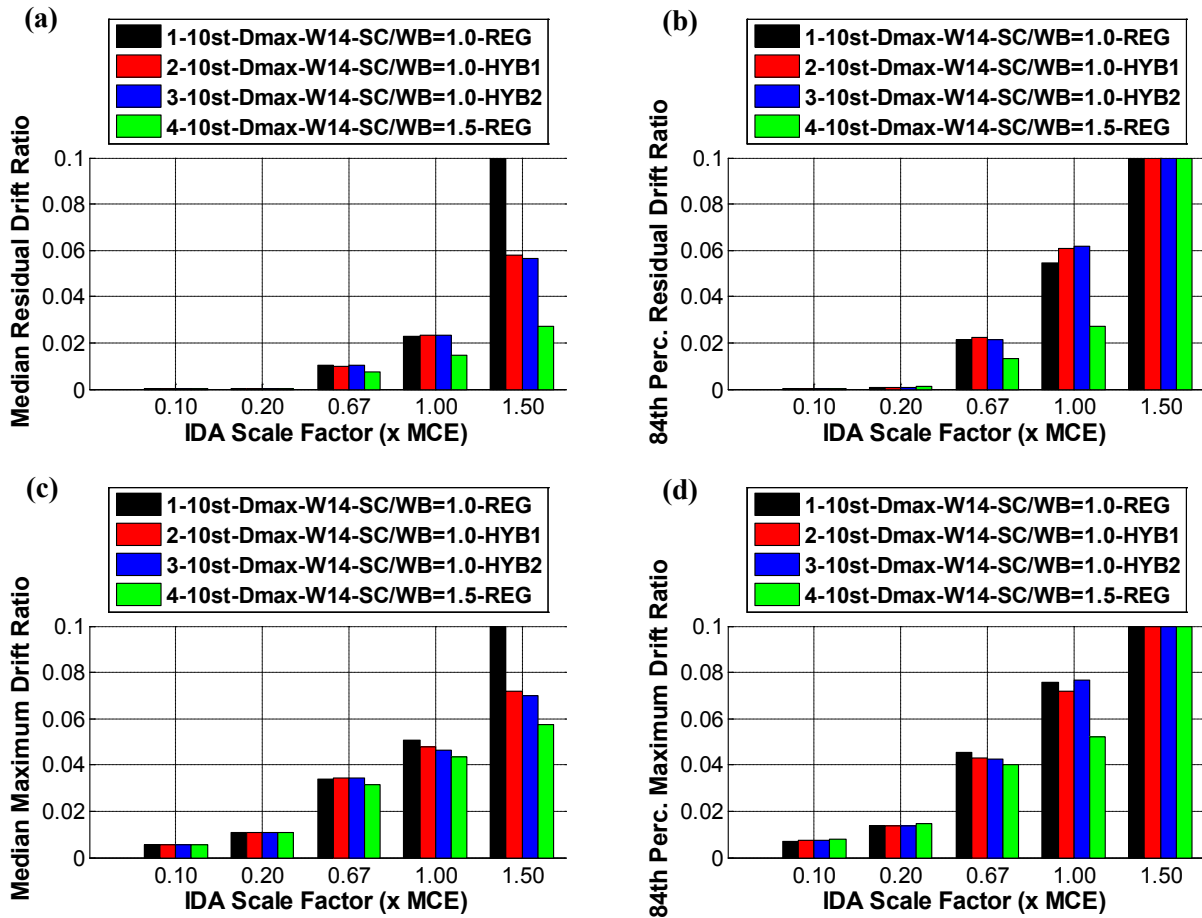 (a)
1-10st-Dmax-W14-SC/WB=1.0-REG
2-10st-Dmax-W14-SC/WB=1.0-HYB1
3-10st-Dmax-W14-SC/WB=1.0-HYB2
4-10st-Dmax-W14-SC/WB=1.5-REG
Median Residual Drift Ratio
0.1
0.08
0.06
0.04
0.02
0
0.10 0.20 0.67 1.00 1.50
IDA Scale Factor (x MCE)
(b)
1-10st-Dmax-W14-SC/WB=1.0-REG
2-10st-Dmax-W14-SC/WB=1.0-HYB1
3-10st-Dmax-W14-SC/WB=1.0-HYB2
4-10st-Dmax-W14-SC/WB=1.5-REG
84th Perc. Residual Drift Ratio
0.1
0.08
0.06
0.04
0.02
0
0.10 0.20 0.67 1.00 1.50
IDA Scale Factor (x MCE)
(c)
1-10st-Dmax-W14-SC/WB=1.0-REG
2-10st-Dmax-W14-SC/WB=1.0-HYB1
3-10st-Dmax-W14-SC/WB=1.0-HYB2
4-10st-Dmax-W14-SC/WB=1.5-REG
Median Maximum Drift Ratio
0.1
0.08
0.06
0.04
0.02
0
0.10 0.20 0.67 1.00 1.50
IDA Scale Factor (x MCE)
(d)
1-10st-Dmax-W14-SC/WB=1.0-REG
2-10st-Dmax-W14-SC/WB=1.0-HYB1
3-10st-Dmax-W14-SC/WB=1.0-HYB2
4-10st-Dmax-W14-SC/WB=1.5-REG
84th Perc. Maximum Drift Ratio
0.1
0.08
0.06
0.04
0.02
0
0.10 0.20 0.67 1.00 1.50
IDA Scale Factor (x MCE)